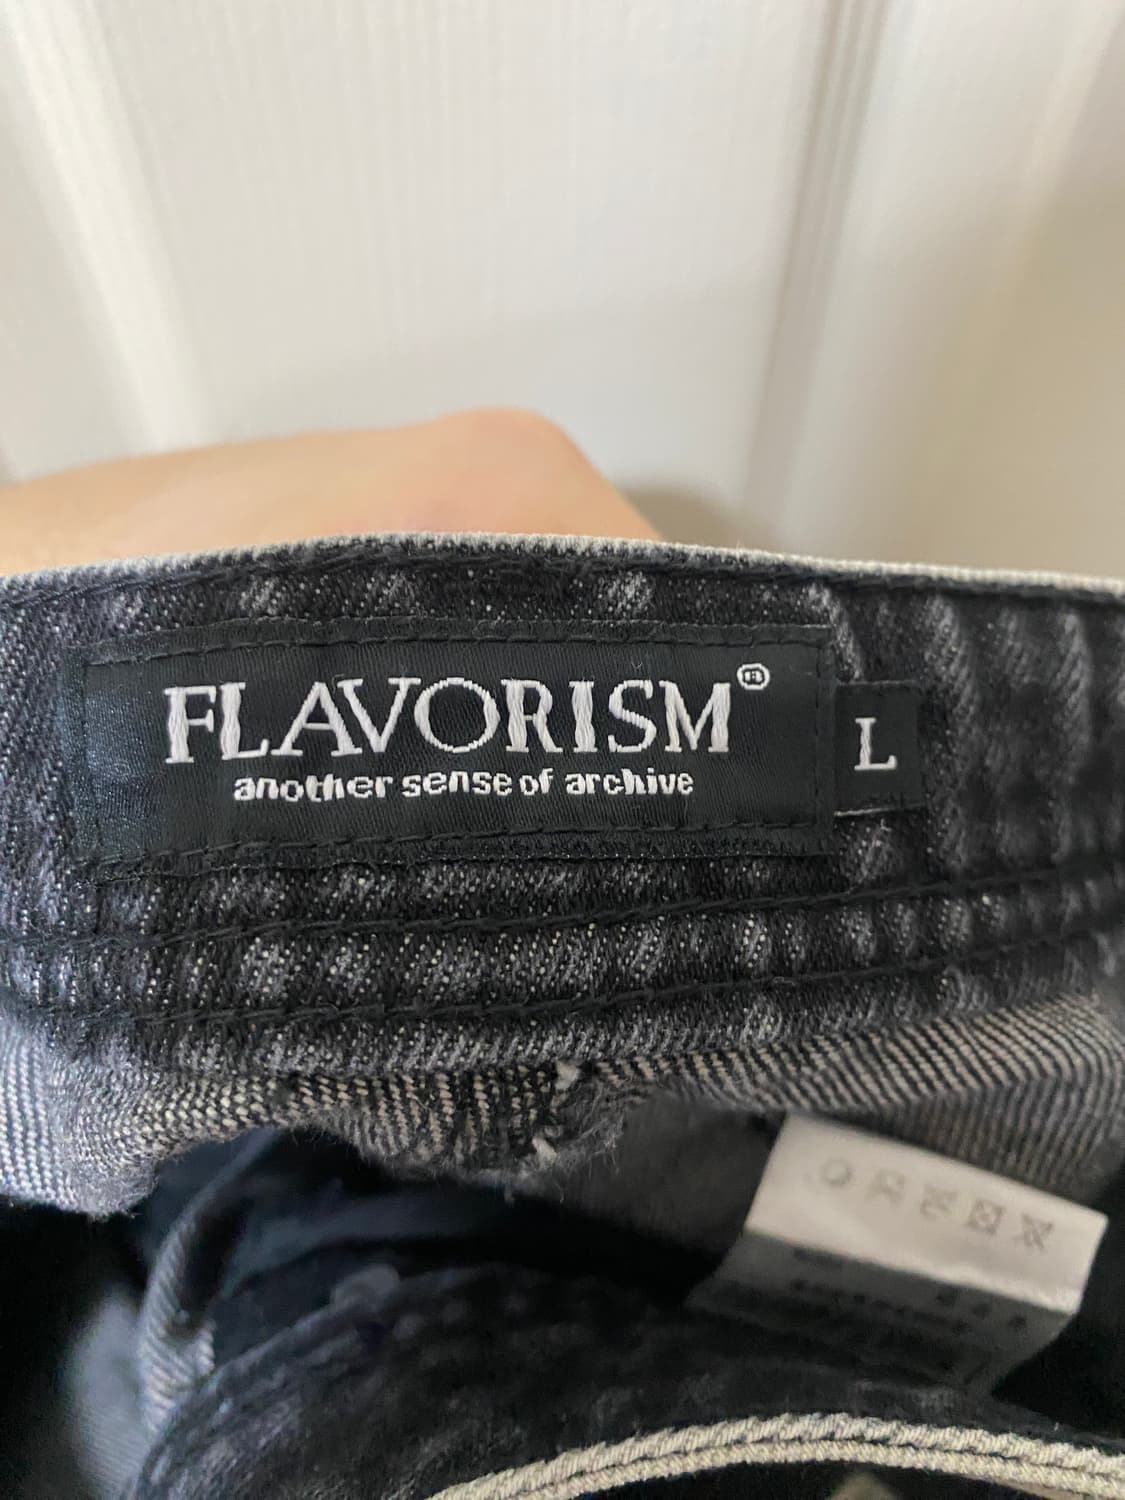 FLAVORISM®
another sense of archive
L